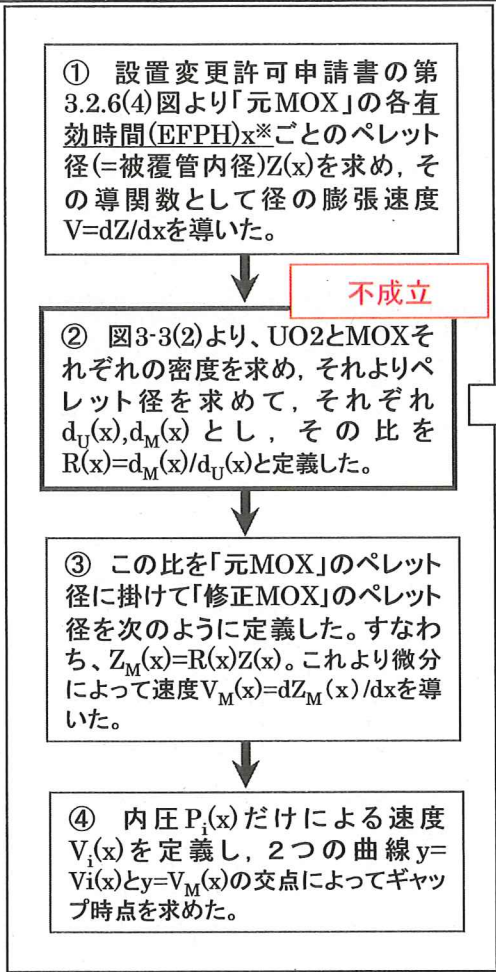 ① 設置変更許可申請書の第
3.2.6(4)図より「元MOX」の各有
効時間(EFPH)x※ごとのペレット
径(=被覆管内径)Z(x)を求め,そ
の導関数として径の膨張速度
V=dZ/dxを導いた。
不成立
② 図3-3(2)より、UO2とMOXそ
れぞれの密度を求め,それよりペ
レット径を求めて,それぞれ
dU(x),dM(x)とし,その比を
R(x)=dM(x)/dU(x)と定義した。
③ この比を「元MOX」のペレット
径に掛けて「修正MOX」のペレット
径を次のように定義した。すなわ
ち、ZM(x)=R(x)Z(x)。これより微分
によって速度VM(x)=dZM(x)/dxを導
いた。
④ 内圧Pi(x)だけによる速度
Vi(x)を定義し,2つの曲線y=
Vi(x)とy=VM(x)の交点によってギャッ
プ時点を求めた。